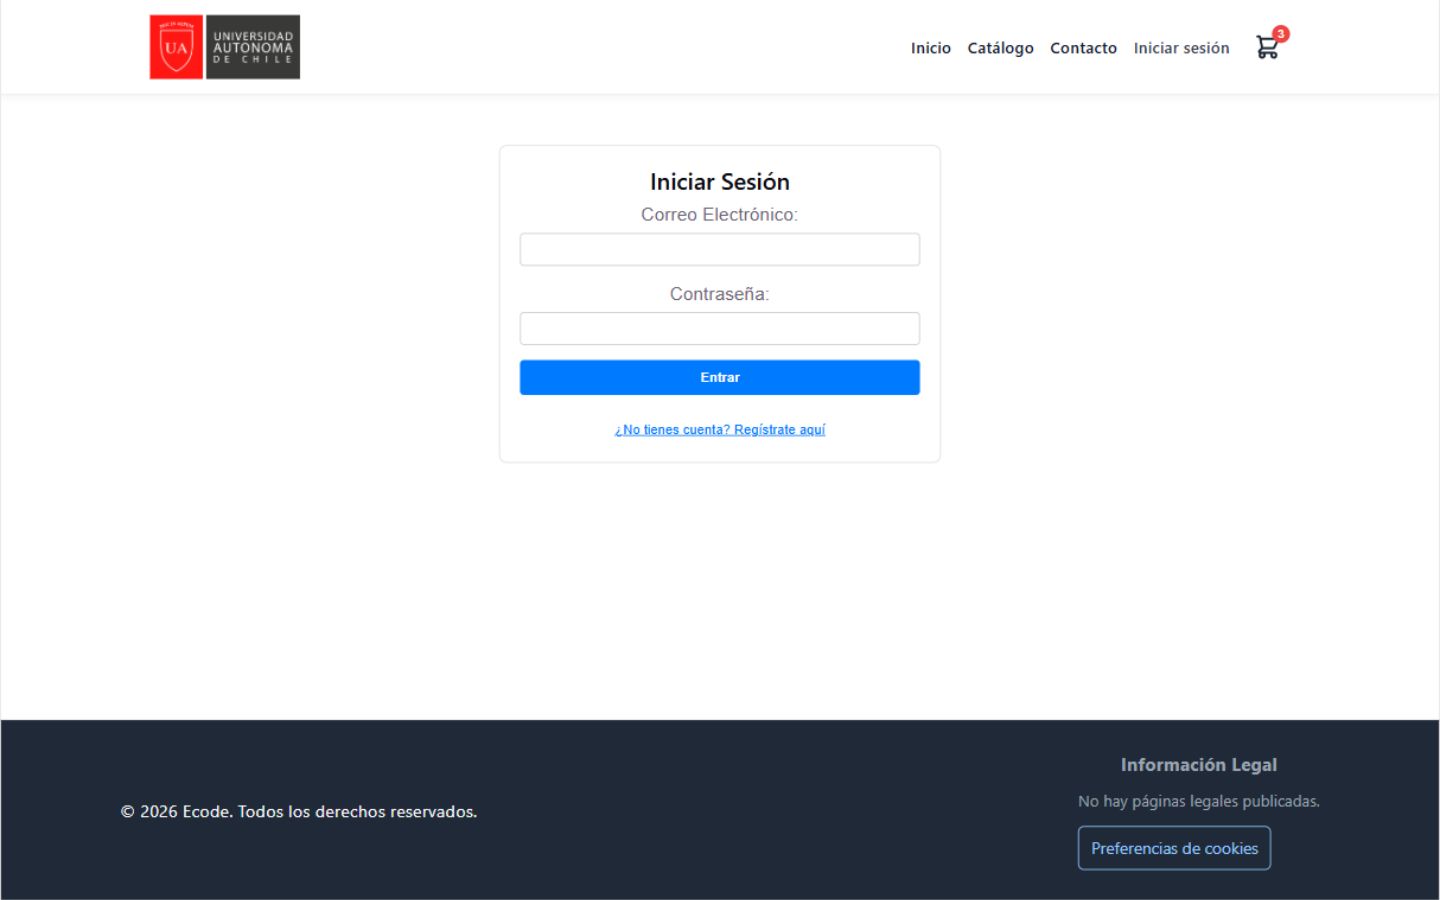 UA
UNIVERSIDAD
AUTONOMA
DE CHILE
Inicio
Catálogo
Contacto
Iniciar sesión
3
Iniciar Sesión
Correo Electrónico:
Contraseña:
Entrar
¿No tienes cuenta? Regístrate aquí
© 2026 Ecode. Todos los derechos reservados.
Información Legal
No hay páginas legales publicadas.
Preferencias de cookies